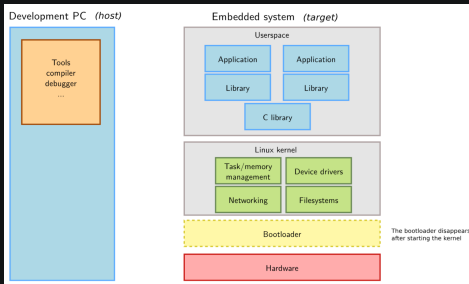 Development PC (host)
Tools
compiler
debugger
...
Embedded system (target)
Userspace
Application
Application
Library
Library
C library
Linux kernel
Task/memory
management
Device drivers
Networking
Filesystems
Bootloader
The bootloader disappears
after starting the kernel
Hardware